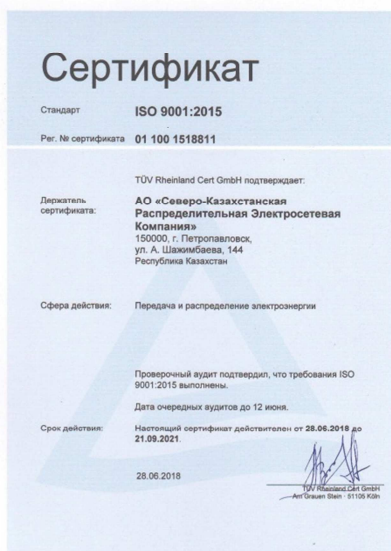 Сертификат
Стандарт ISO 9001:2015
Рег. № сертификата 01 100 1518811
TÜV Rheinland Cert GmbH подтверждает:
Держатель сертификата: АО «Северо-Казахстанская
Распределительная Электросетевая
Компания»
150000, г. Петропавловск,
ул. А. Шажимбаева, 144
Республика Казахстан
Сфера действия: Передача и распределение электроэнергии
Проверочный аудит подтвердил, что требования ISO
9001:2015 выполнены.
Дата очередных аудитов до 12 июня.
Срок действия: Настоящий сертификат действителен от 28.06.2018 до
21.09.2021.
28.06.2018
TÜV Rheinland Cert GmbH
Am Grauen Stein · 51105 Köln